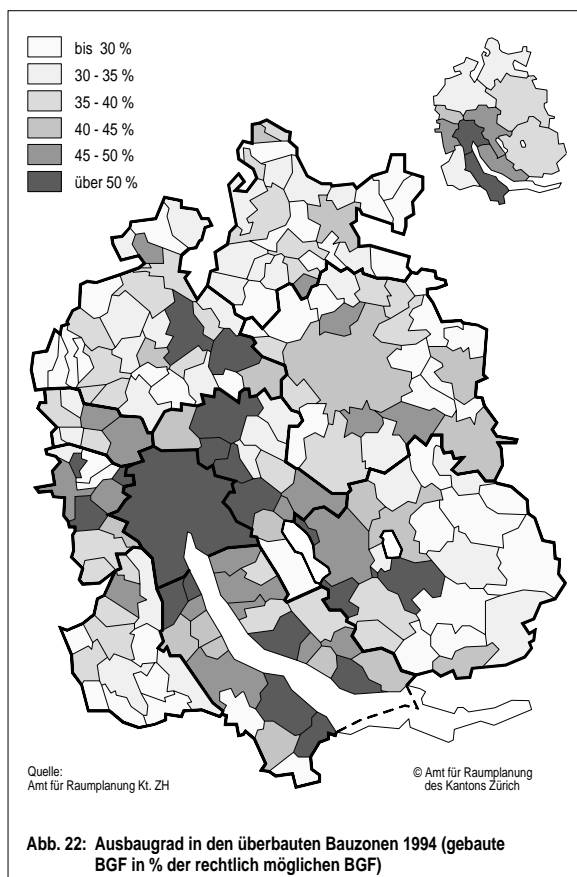 bis 30 %
30 - 35 %
35 - 40 %
40 - 45 %
45 - 50 %
über 50 %
Quelle:
Amt für Raumplanung Kt. ZH
© Amt für Raumplanung
des Kantons Zürich
Abb. 22: Ausbaugrad in den überbauten Bauzonen 1994 (gebaute
BGF in % der rechtlich möglichen BGF)